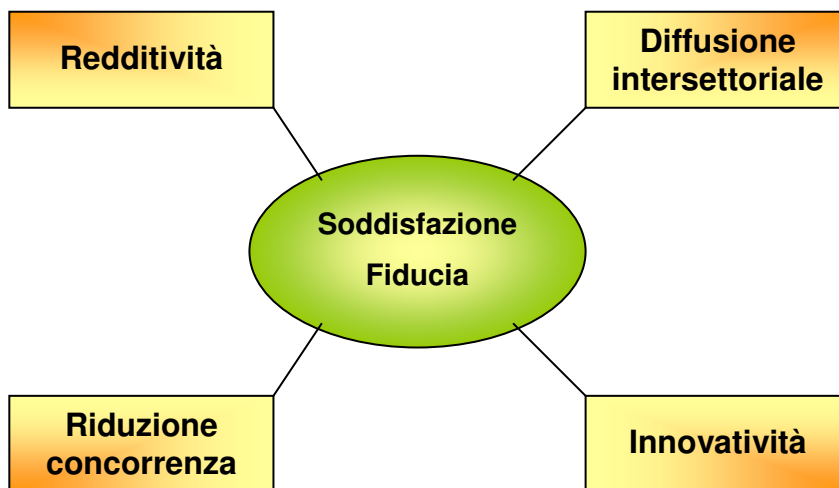 Redditività
Diffusione
intersettoriale
Soddisfazione
Fiducia
Riduzione
concorrenza
Innovatività